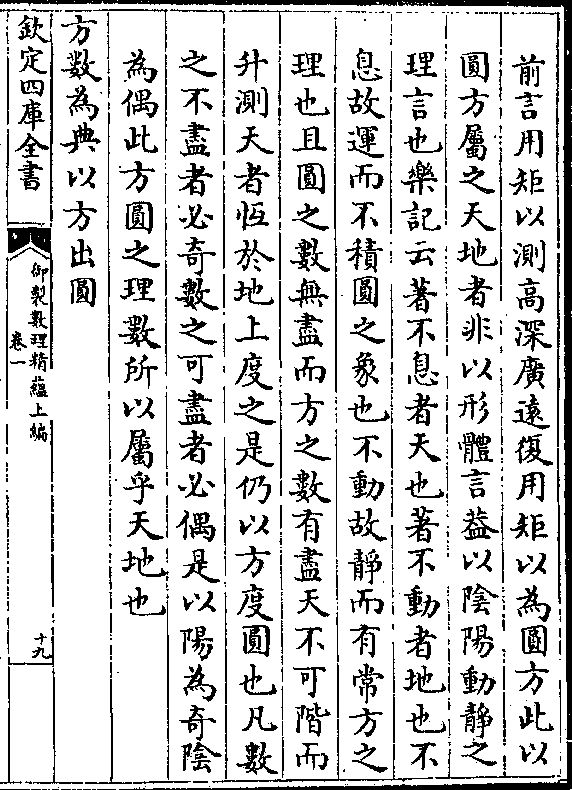 前言用矩以測高深廣遠復用矩以為圓方此以
圓方屬之天地者非以形體言葢以陰陽動靜之
理言也樂記云著不息者天也著不動者地也不
息故運而不積圓之象也不動故靜而有常方之
理也且圓之數無盡而方之數有盡天不可階而
升測天者恆於地上度之是仍以方度圓也凡數
之不盡者必奇數之可盡者必偶是以陽為奇陰
為偶此方圓之理數所以屬乎天地也
方數為典以方出圓
欽定四庫全書
御製數理精蘊上編
卷一
十九